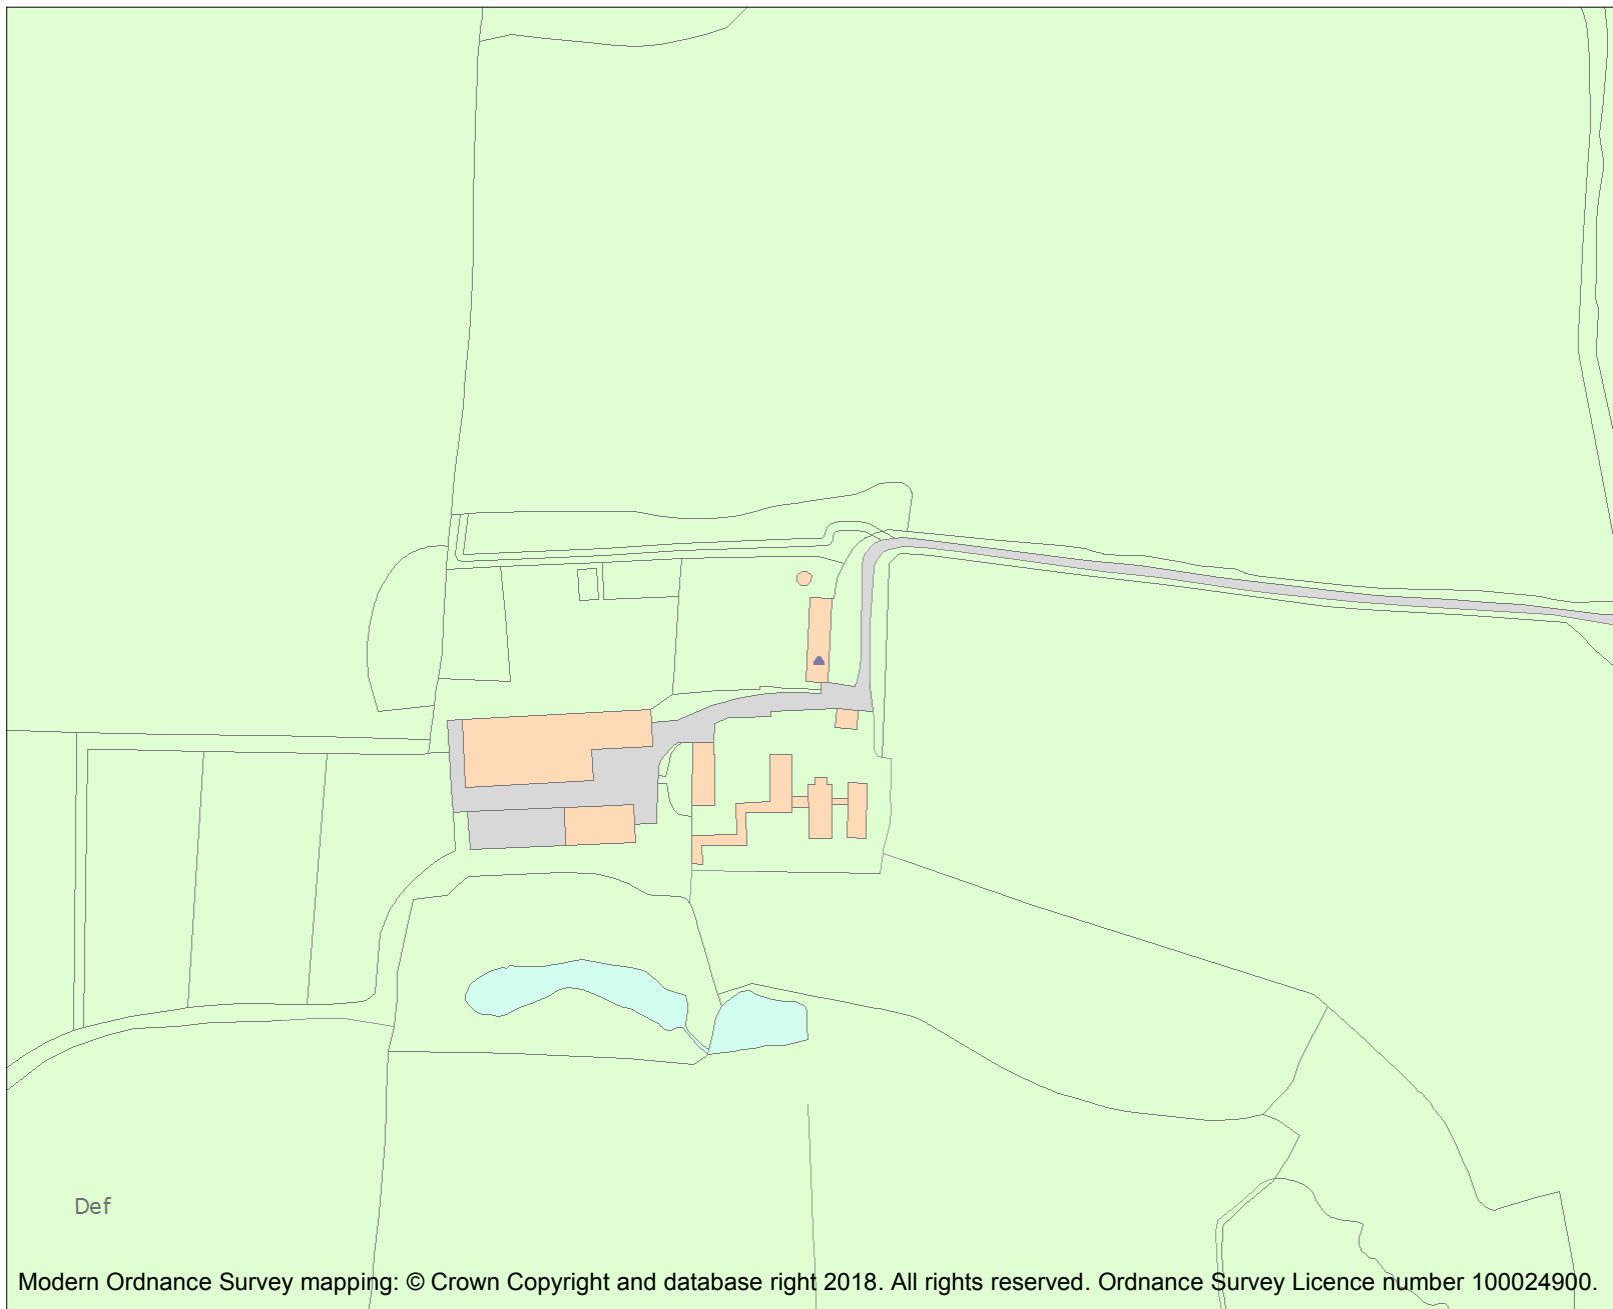 Def
Modern Ordnance Survey mapping: © Crown Copyright and database right 2018. All rights reserved. Ordnance Survey Licence number 100024900.